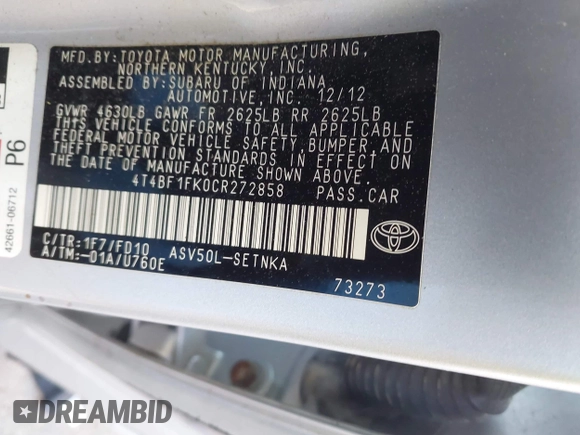 MFD.BY:TOYOTA MOTOR MANUFACTURING,
NORTHERN KENTUCKY, INC.
ASSEMBLED BY:SUBARU OF INDIANA
AUTOMOTIVE, INC. 12/12
GVWR 4630LB GAWR FR 2625LB RR 2625LB
THIS VEHICLE CONFORMS TO ALL APPLICABLE
FEDERAL MOTOR VEHICLE SAFETY, BUMPER, AND
THEFT PREVENTION STANDARDS IN EFFECT ON
THE DATE OF MANUFACTURE SHOWN ABOVE.
4T4BF1FK0CR272858 PASS.CAR
C/TR:1F7/FD10
A/TM:-01A/U760E
ASV50L-SETNKA
TOYOTA
73273
P6
42661-06712
DREAMBID